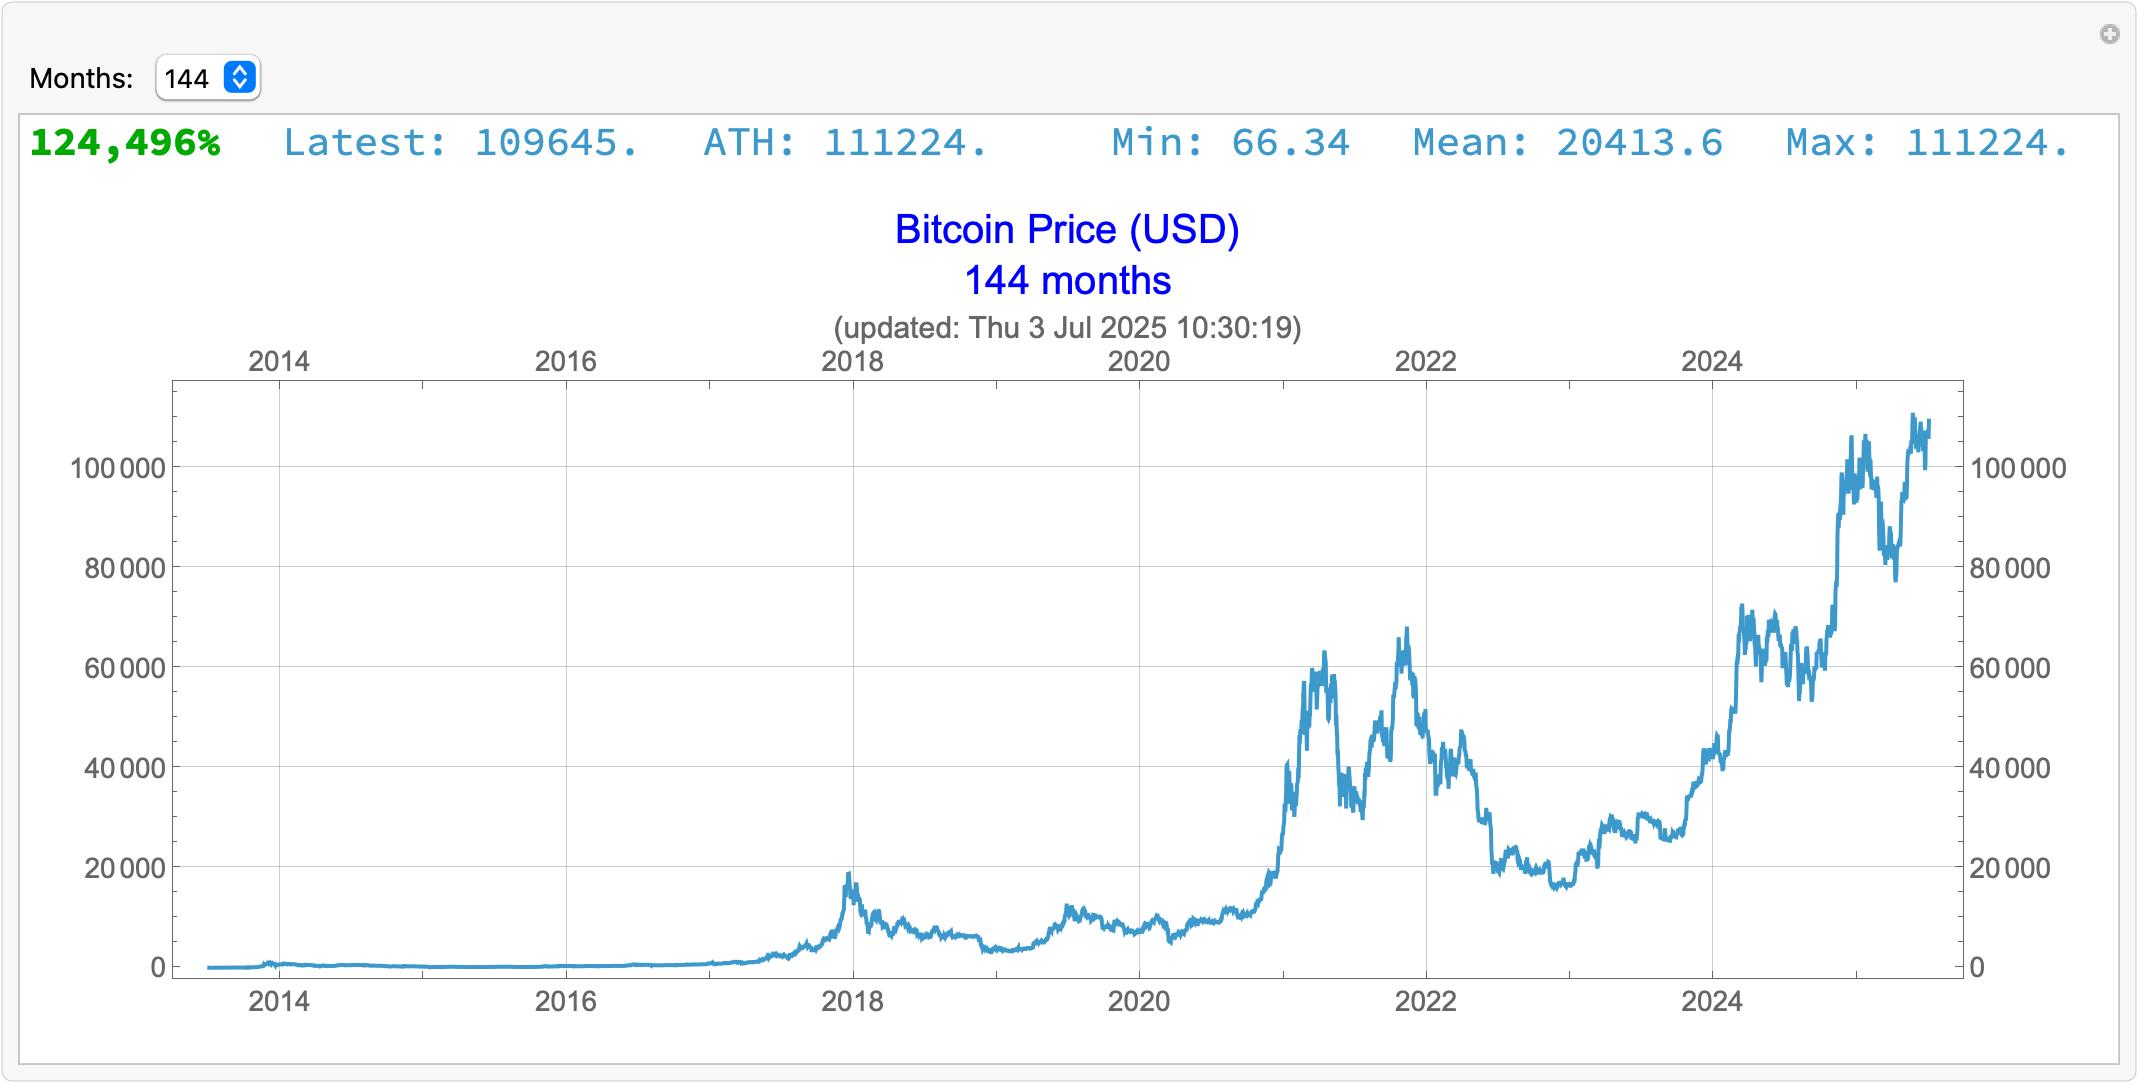 Months: 144
124,496% Latest: 109645. ATH: 111224. Min: 66.34 Mean: 20413.6 Max: 111224.
Bitcoin Price (USD)
144 months
(updated: Thu 3 Jul 2025 10:30:19)
2014 2016 2018 2020 2022 2024
100 000 100 000
80 000 80 000
60 000 60 000
40 000 40 000
20 000 20 000
0 0
2014 2016 2018 2020 2022 2024